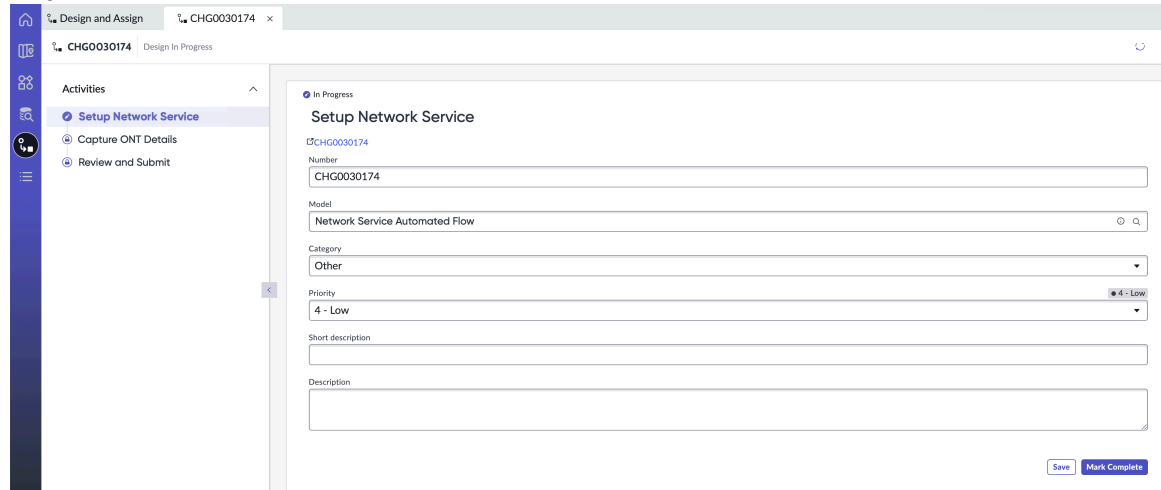 Design and Assign
CHG0030174 ×
CHG0030174 Design In Progress
Activities
Setup Network Service
Capture ONT Details
Review and Submit
In Progress
Setup Network Service
CHG0030174
Number
CHG0030174
Model
Network Service Automated Flow
Category
Other
Priority
4 - Low
4 - Low
Short description
Description
Save
Mark Complete